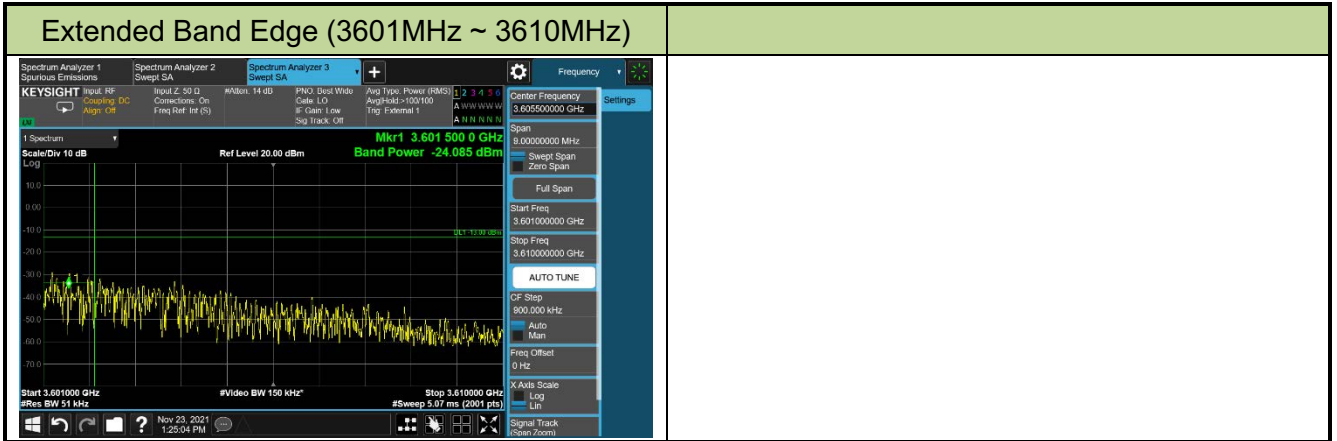 Extended Band Edge (3601MHz ~ 3610MHz)
Spectrum Analyzer 1
Spurious Emissions
Spectrum Analyzer 2
Swept SA
Spectrum Analyzer 3
Swept SA
Frequency
KEYSIGHT
Input: RF
Coupling: DC
Align: Off
Input Z: 50 Ω
Corrections: On
Freq Ref: Int (S)
#Atten: 14 dB
PNO: Best Wide
Gate: LO
IF Gain: Low
Sig Track: Off
Avg Type: Power (RMS)
Avg|Hold:>100/100
Trig: External 1
1 2 3 4 5 6
A W W W W W
A N N N N N
1 Spectrum
Scale/Div 10 dB
Log
Ref Level 20.00 dBm
Mkr1 3.601 500 0 GHz
Band Power -24.085 dBm
10.0
0.00
-10.0
DL1 -13.00 dBm
-20.0
-30.0
1
-40.0
-50.0
-60.0
-70.0
Start 3.601000 GHz
#Res BW 51 kHz
#Video BW 150 kHz*
Stop 3.610000 GHz
#Sweep 5.07 ms (2001 pts)
Nov 23, 2021
1:25:04 PM
Center Frequency
3.605500000 GHz
Settings
Span
9.00000000 MHz
Swept Span
Zero Span
Full Span
Start Freq
3.601000000 GHz
Stop Freq
3.610000000 GHz
AUTO TUNE
CF Step
900.000 kHz
Auto
Man
Freq Offset
0 Hz
X Axis Scale
Log
Lin
Signal Track
(Span Zoom)